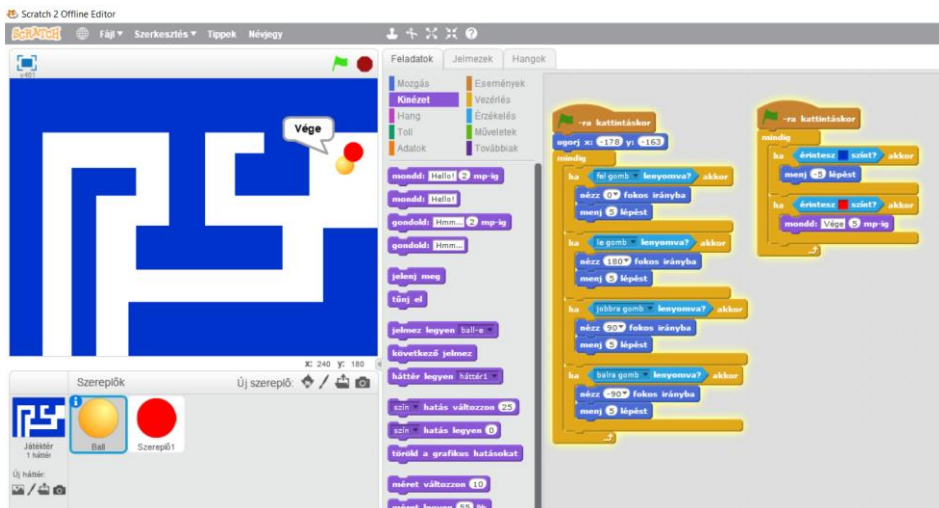 Scratch 2 Offline Editor
SCRATCH Fájl Szerkesztés Tippek Névjegy
v461
Vége
x: 240 y: 180
Szereplők
Új szereplő:
Játéktér
1 háttér
Új háttér:
Ball
Szereplő1
Feladatok Jelmezek Hangok
Mozgás Események
Kinézet Vezérlés
Hang Érzékelés
Toll Műveletek
Adatok Továbbiak
mondd: Hello! 2 mp-ig
mondd: Hello!
gondold: Hmm... 2 mp-ig
gondold: Hmm...
jelenj meg
tűnj el
jelmez legyen ball-e
következő jelmez
háttér legyen háttér1
szín hatás változzon 25
szín hatás legyen 0
töröld a grafikus hatásokat
méret változzon 10
méret legyen 55 %
-ra kattintáskor
ugorj x: -178 y: -163
mindig
ha fel gomb lenyomva? akkor
nézz 0 fokos irányba
menj 5 lépést
ha le gomb lenyomva? akkor
nézz 180 fokos irányba
menj 5 lépést
ha jobbra gomb lenyomva? akkor
nézz 90 fokos irányba
menj 5 lépést
ha balra gomb lenyomva? akkor
nézz -90 fokos irányba
menj 5 lépést
-ra kattintáskor
mindig
ha érintesz színt? akkor
menj -5 lépést
ha érintesz színt? akkor
mondd: Vége 5 mp-ig